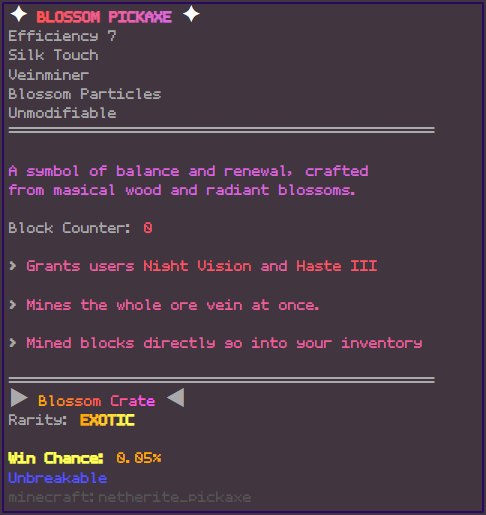 ✦ BLOSSOM PICKAXE ✦
Efficiency 7
Silk Touch
Veinminer
Blossom Particles
Unmodifiable
A symbol of balance and renewal, crafted
from magical wood and radiant blossoms.
Block Counter: 0
> Grants users Night Vision and Haste III
> Mines the whole ore vein at once.
> Mined blocks directly go into your inventory
▶ Blossom Crate ◀
Rarity: EXOTIC
Win Chance: 0.05%
Unbreakable
minecraft:netherite_pickaxe